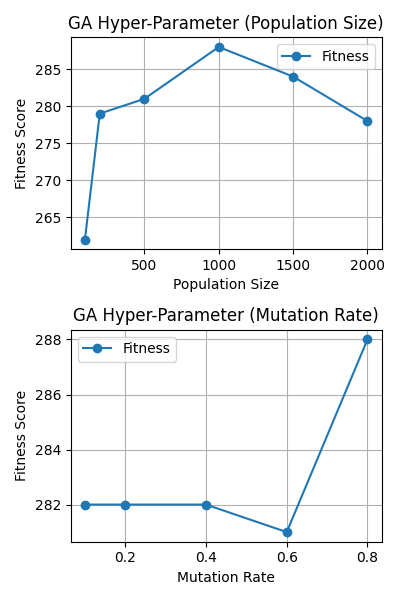 GA Hyper-Parameter (Population Size)
Fitness
Fitness Score
285
280
275
270
265
500 1000 1500 2000
Population Size
GA Hyper-Parameter (Mutation Rate)
Fitness
Fitness Score
288
286
284
282
0.2 0.4 0.6 0.8
Mutation Rate